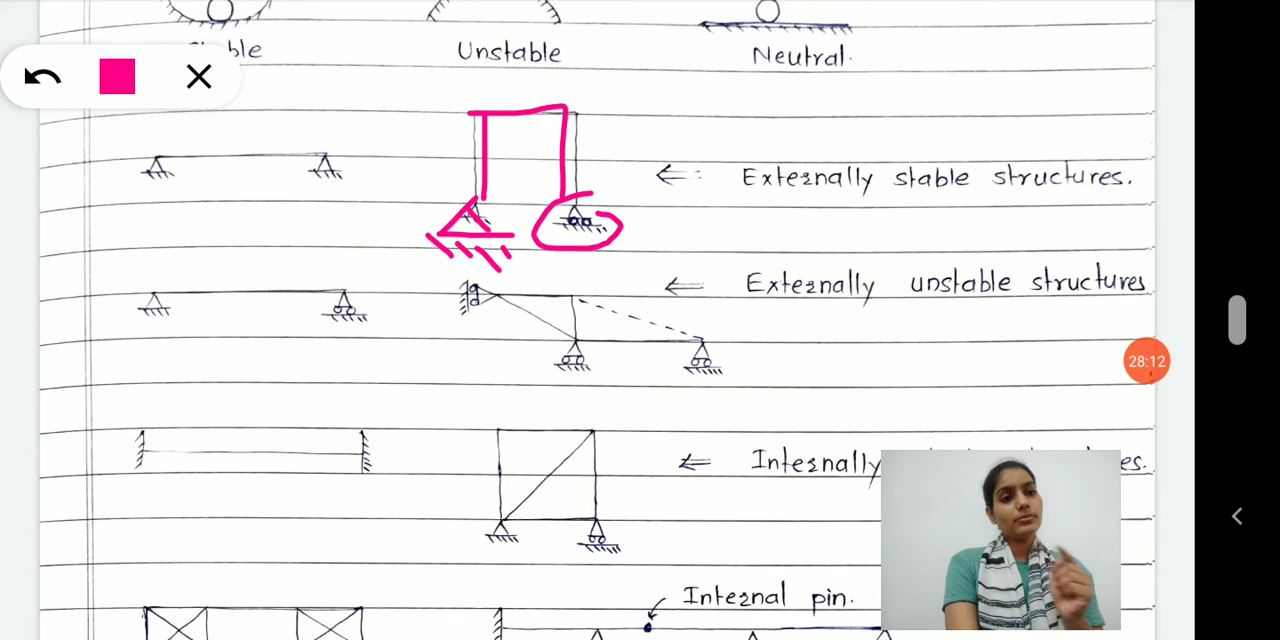 Unstable
Neutral.
Externally stable structures.
Externally unstable structures
28:12
Internally
Internal pin.